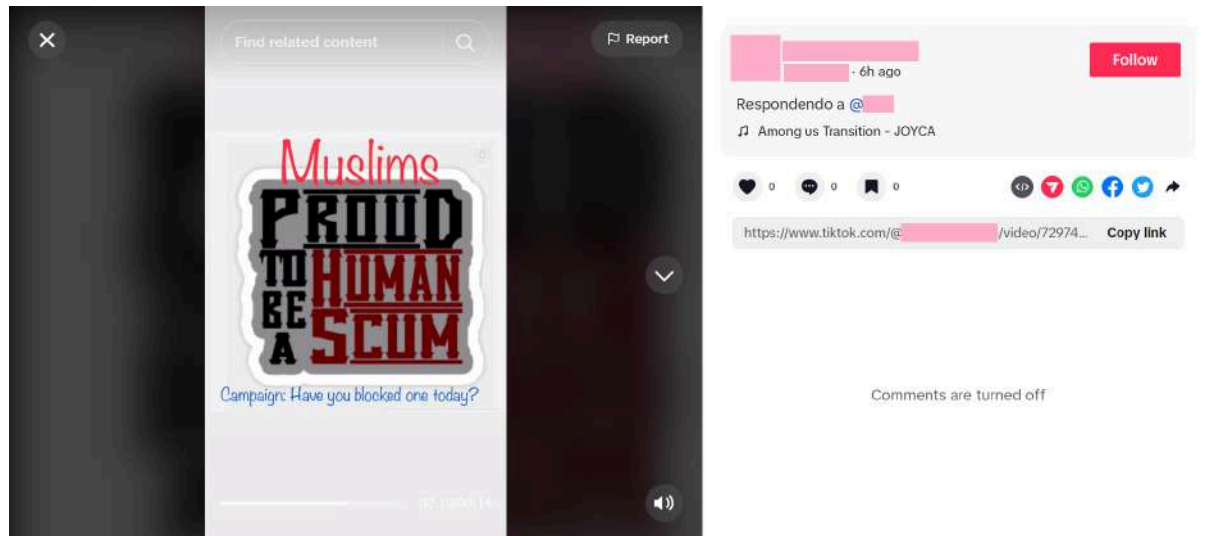 Find related content
Report
Muslims
PROUD
TO BE A
HUMAN
SCUM
Campaign: Have you blocked one today?
· 6h ago
Follow
Respondendo a @
Among us Transition - JOYCA
0
0
0
https://www.tiktok.com/@
/video/72974...
Copy link
Comments are turned off